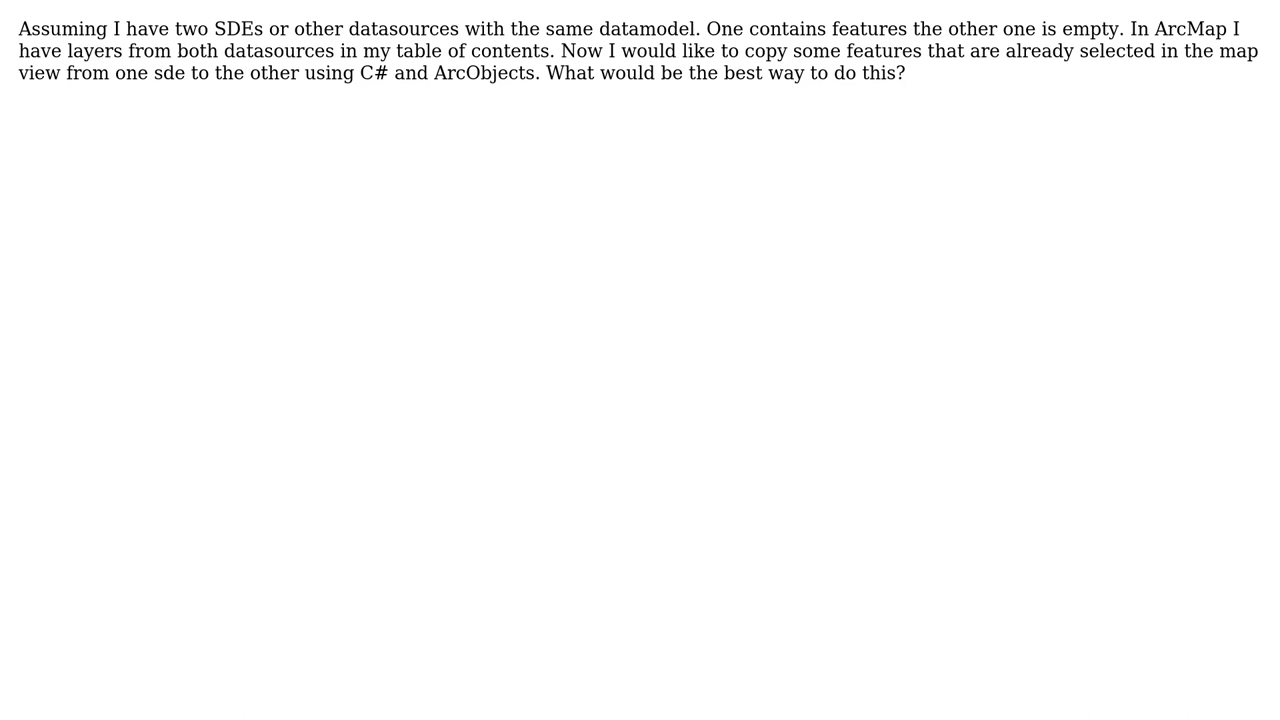 Assuming I have two SDEs or other datasources with the same datamodel. One contains features the other one is empty. In ArcMap I
have layers from both datasources in my table of contents. Now I would like to copy some features that are already selected in the map
view from one sde to the other using C# and ArcObjects. What would be the best way to do this?